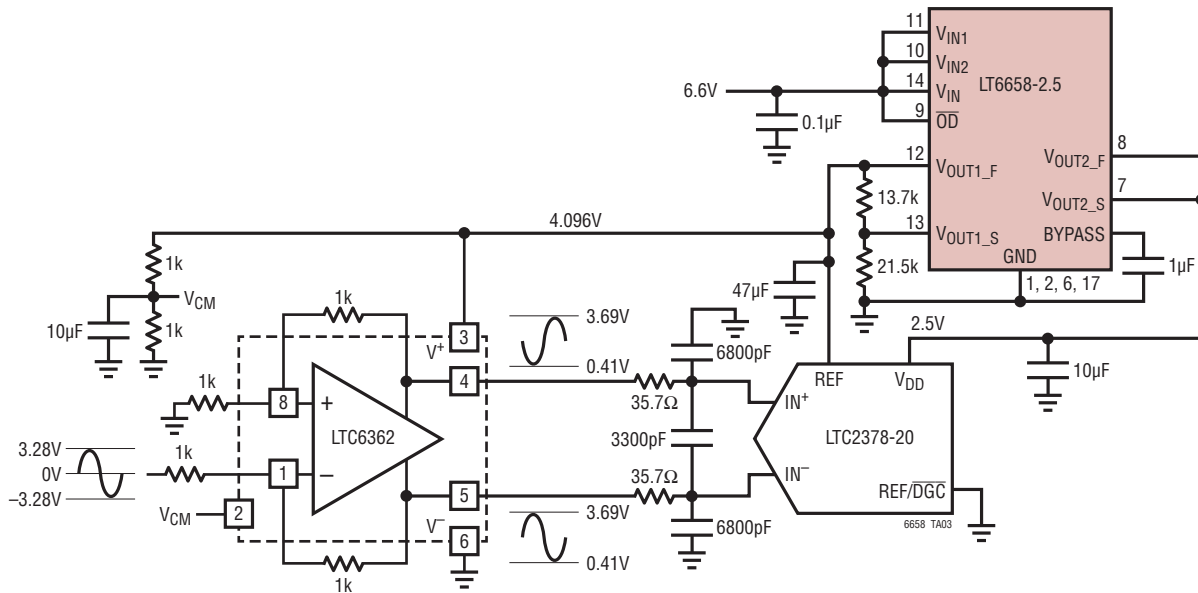 11
V_IN1
10
V_IN2
6.6V
14
V_IN
LT6658-2.5
9
O̅D̅
0.1µF
12
V_OUT1_F
V_OUT2_F
8
13.7k
V_OUT2_S
7
4.096V
13
V_OUT1_S
BYPASS
GND
21.5k
1, 2, 6, 17
1µF
1k
V_CM
10µF
1k
47µF
1k
3.69V
0.41V
3
V⁺
4
6800pF
2.5V
REF
V_DD
10µF
35.7Ω
IN⁺
1k
8
+
LTC6362
3300pF
LTC2378-20
3.28V
0V
–3.28V
1k
1
–
35.7Ω
IN⁻
5
REF/D̅G̅C̅
V_CM
2
V⁻
6
3.69V
0.41V
6800pF
6658 TA03
1k